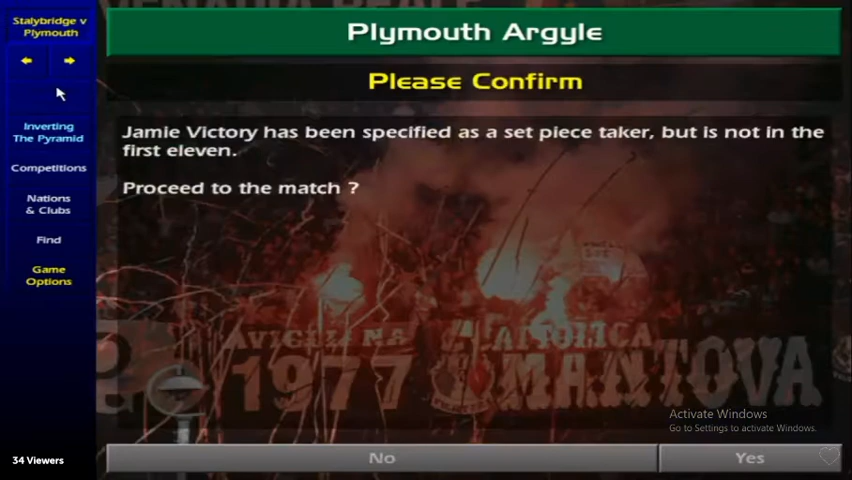 Stalybridge v
Plymouth
Inverting
The Pyramid
Competitions
Nations
& Clubs
Find
Game
Options
34 Viewers
Plymouth Argyle
Please Confirm
Jamie Victory has been specified as a set piece taker, but is not in the
first eleven.
Proceed to the match ?
1977 MANTOVA
Activate Windows
Go to Settings to activate Windows.
No
Yes